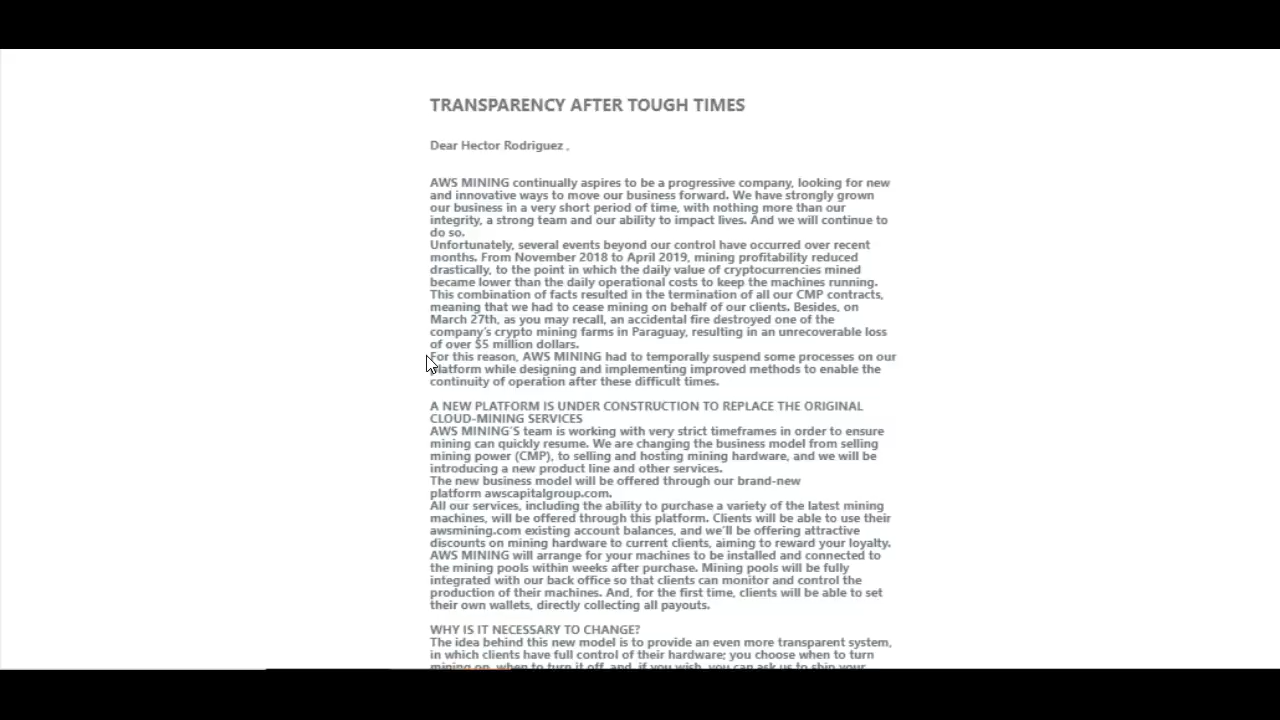 TRANSPARENCY AFTER TOUGH TIMES
Dear Hector Rodriguez ,
AWS MINING continually aspires to be a progressive company, looking for new
and innovative ways to move our business forward. We have strongly grown
our business in a very short period of time, with nothing more than our
integrity, a strong team and our ability to impact lives. And we will continue to
do so.
Unfortunately, several events beyond our control have occurred over recent
months. From November 2018 to April 2019, mining profitability reduced
drastically, to the point in which the daily value of cryptocurrencies mined
became lower than the daily operational costs to keep the machines running.
This combination of facts resulted in the termination of all our CMP contracts,
meaning that we had to cease mining on behalf of our clients. Besides, on
March 27th, as you may recall, an accidental fire destroyed one of the
company's crypto mining farms in Paraguay, resulting in an unrecoverable loss
of over $5 million dollars.
For this reason, AWS MINING had to temporally suspend some processes on our
platform while designing and implementing improved methods to enable the
continuity of operation after these difficult times.
A NEW PLATFORM IS UNDER CONSTRUCTION TO REPLACE THE ORIGINAL
CLOUD-MINING SERVICES
AWS MINING´S team is working with very strict timeframes in order to ensure
mining can quickly resume. We are changing the business model from selling
mining power (CMP), to selling and hosting mining hardware, and we will be
introducing a new product line and other services.
The new business model will be offered through our brand-new
platform awscapitalgroup.com.
All our services, including the ability to purchase a variety of the latest mining
machines, will be offered through this platform. Clients will be able to use their
awsmining.com existing account balances, and we'll be offering attractive
discounts on mining hardware to current clients, aiming to reward your loyalty.
AWS MINING will arrange for your machines to be installed and connected to
the mining pools within weeks after purchase. Mining pools will be fully
integrated with our back office so that clients can monitor and control the
production of their machines. And, for the first time, clients will be able to set
their own wallets, directly collecting all payouts.
WHY IS IT NECESSARY TO CHANGE?
The idea behind this new model is to provide an even more transparent system,
in which clients have full control of their hardware; you choose when to turn
mining on, when to turn it off, and, if you wish, you can ask us to ship your